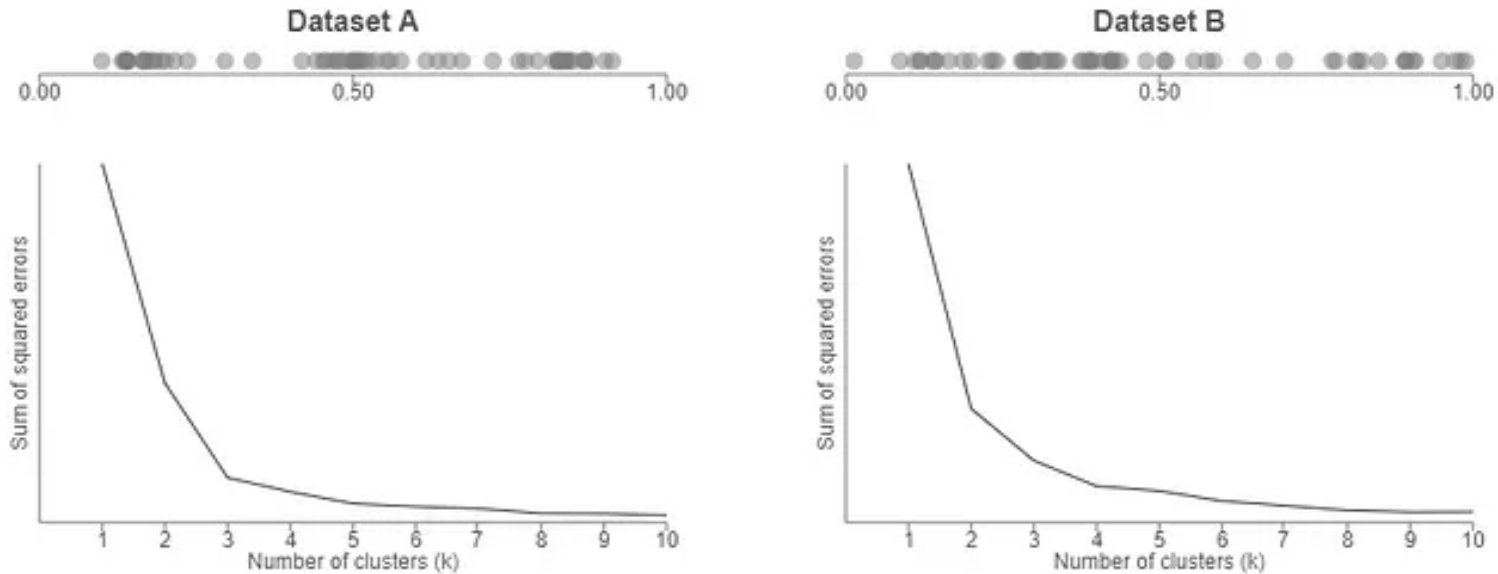 Dataset A
0.00 0.50 1.00
Sum of squared errors
1 2 3 4 5 6 7 8 9 10
Number of clusters (k)
Dataset B
0.00 0.50 1.00
Sum of squared errors
1 2 3 4 5 6 7 8 9 10
Number of clusters (k)